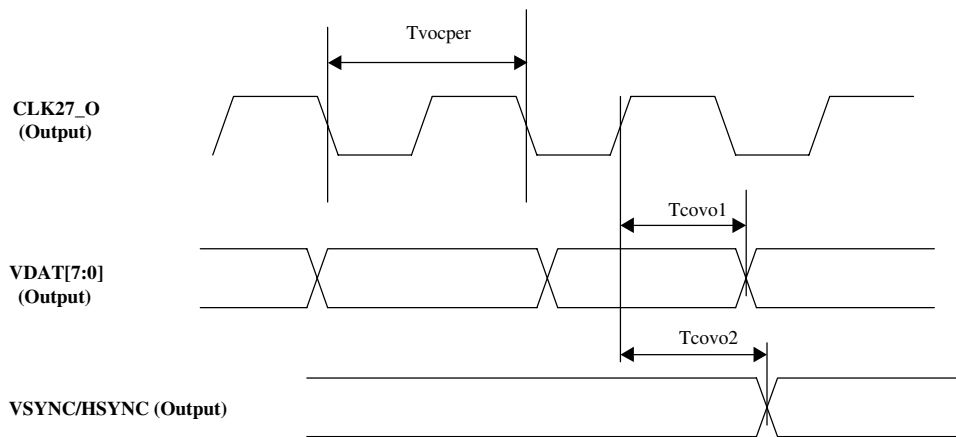 Tvocper
CLK27_O
(Output)
Tcovo1
VDAT[7:0]
(Output)
Tcovo2
VSYNC/HSYNC (Output)